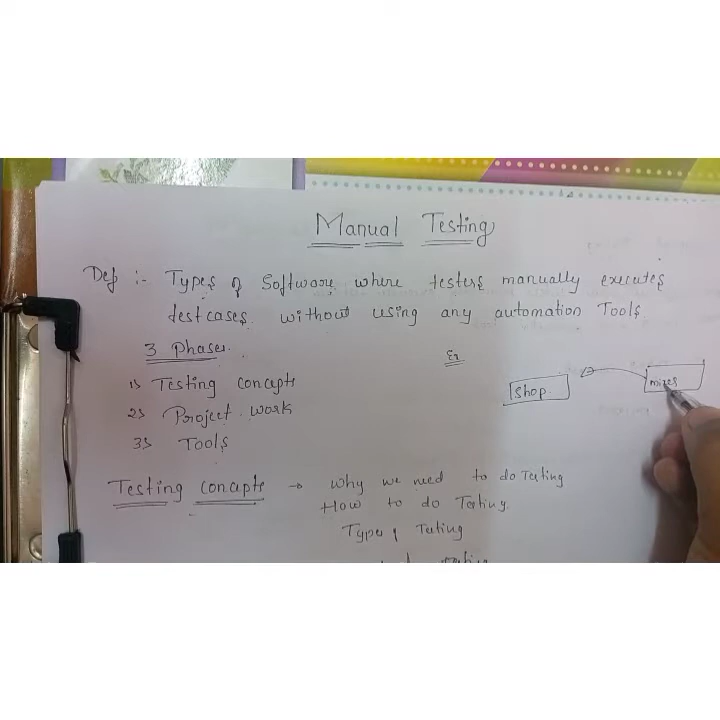 Manual Testing
Def :- Types of Software where testers manually executes
test cases without using any automation Tools
3 Phases.
Ex
1) Testing concepts
Shop
2) Project work
3) Tools
Testing concepts → Why we need to do Testing
How to do Testing.
Types of Testing